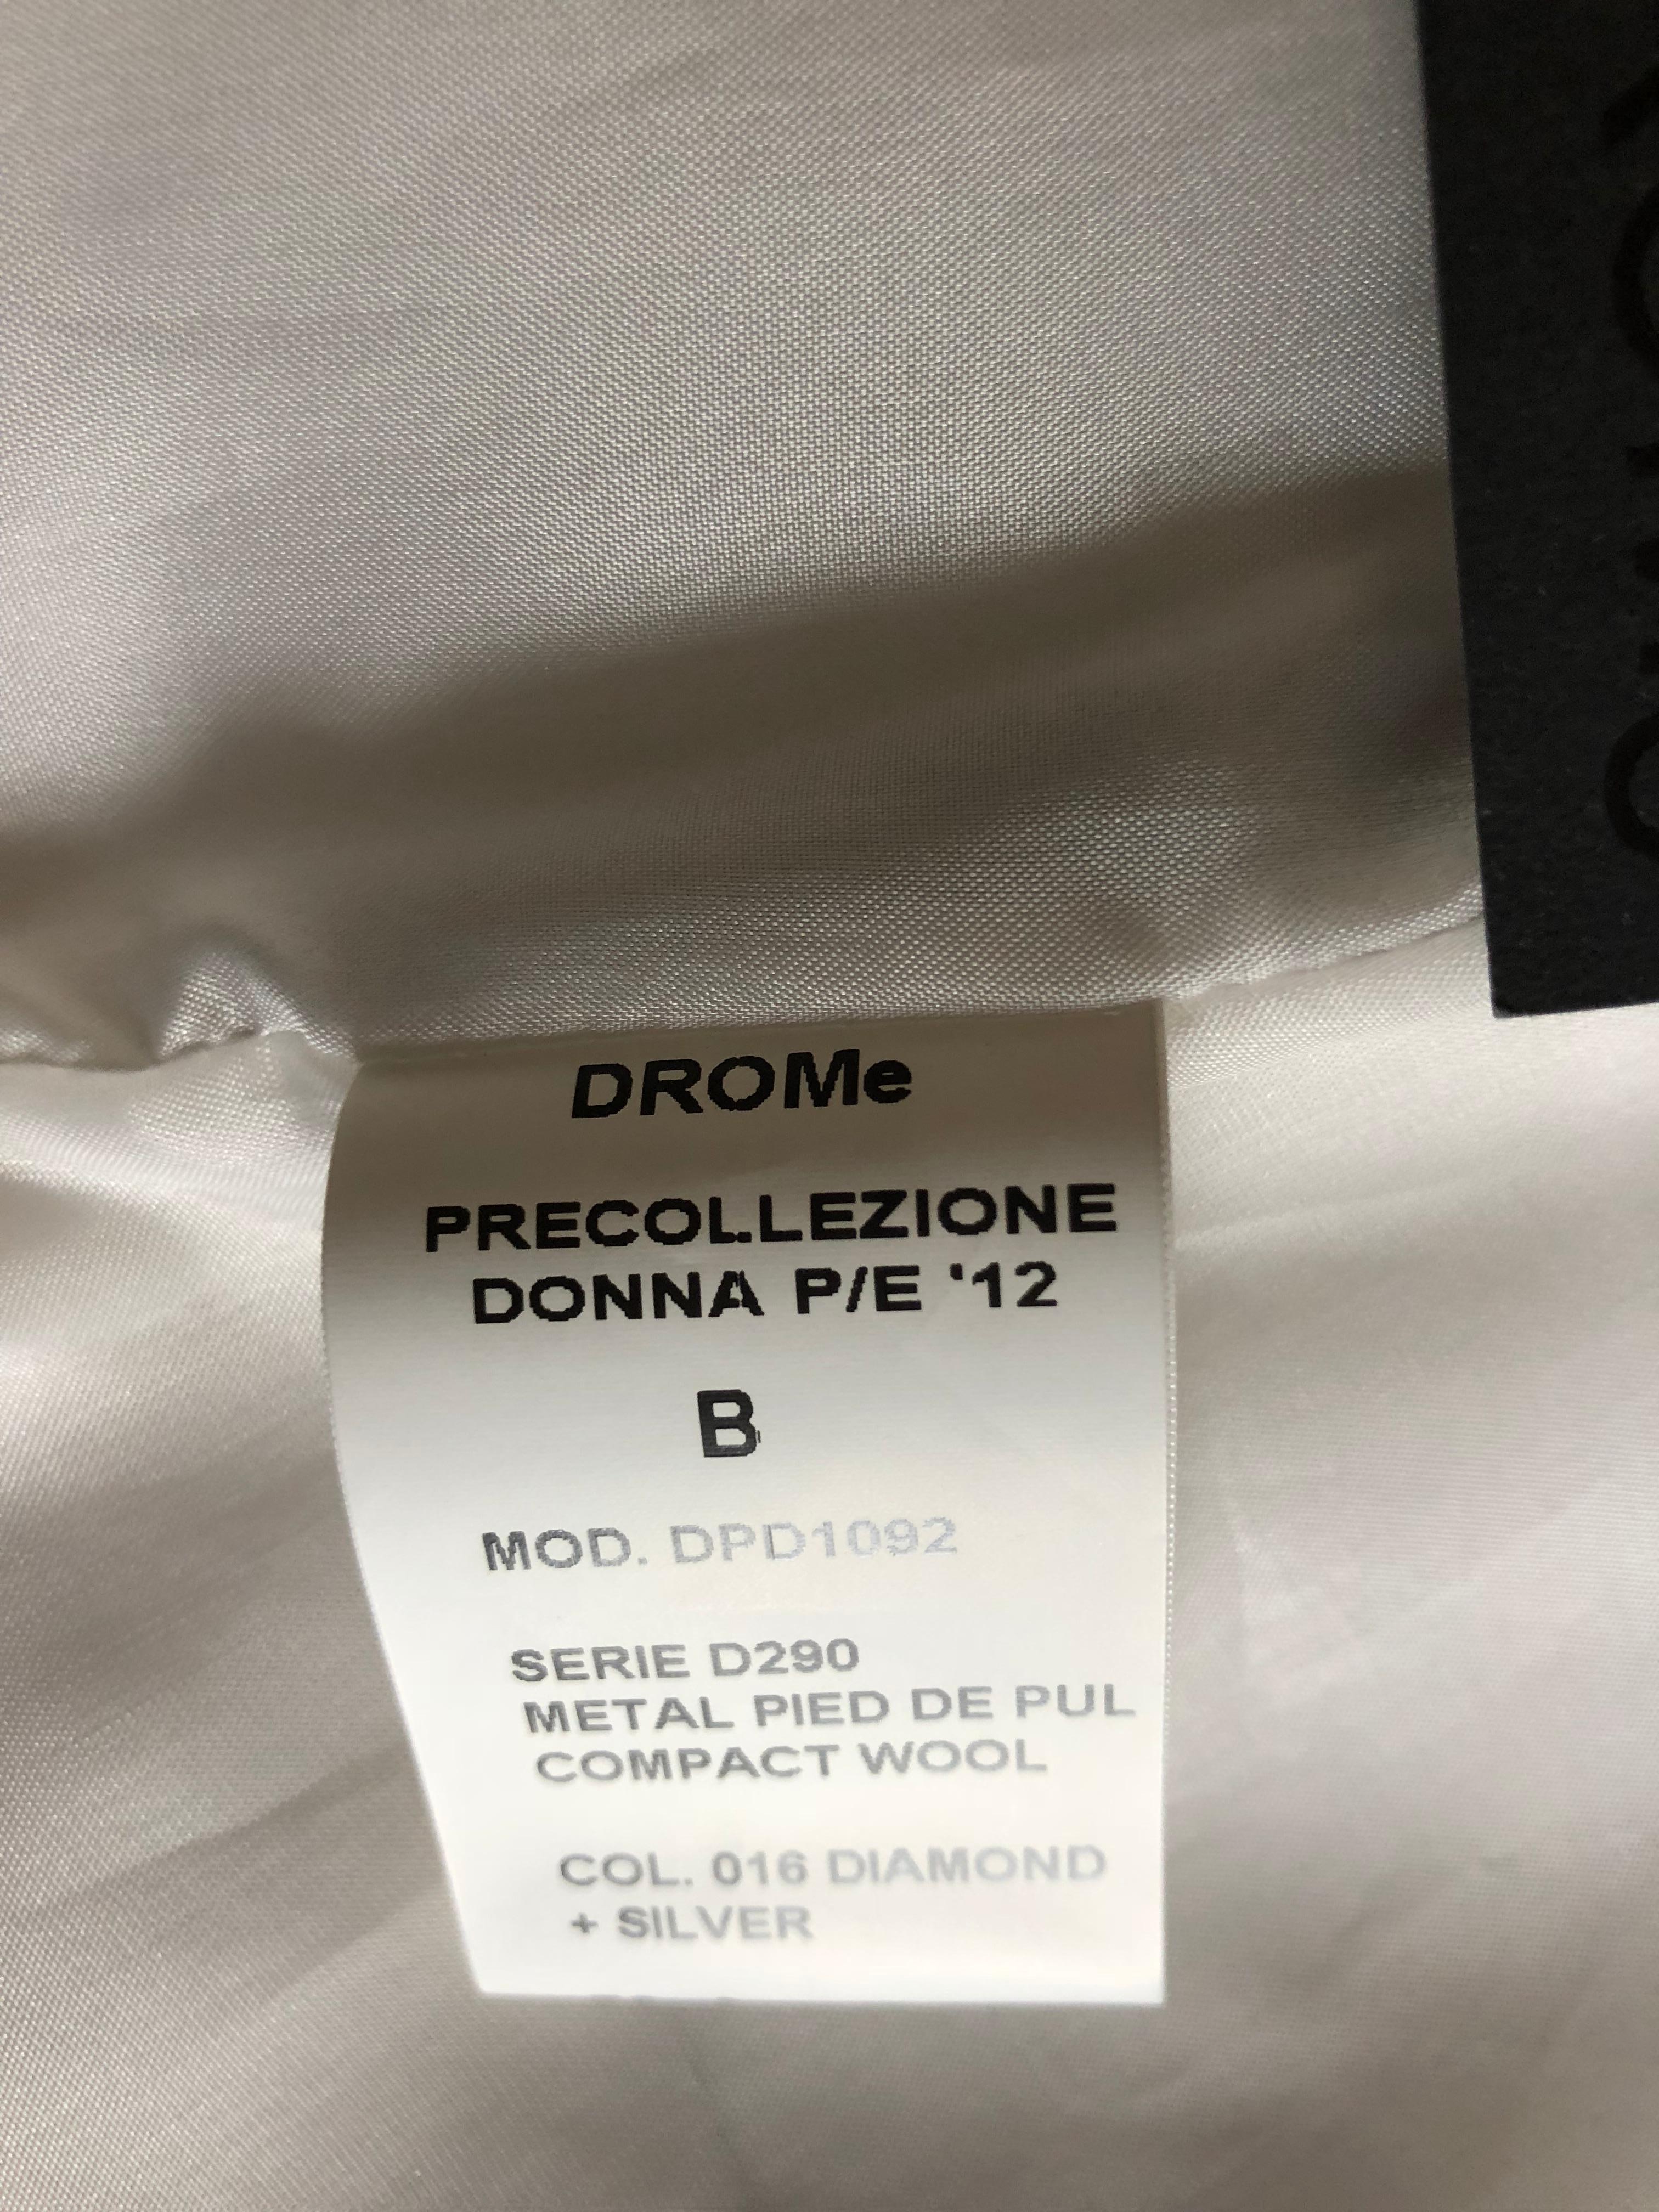 DROMe
PRECOLLEZIONE
DONNA P/E '12
B
MOD. DPD1092
SERIE D290
METAL PIED DE PUL
COMPACT WOOL
COL. 016 DIAMOND
+ SILVER